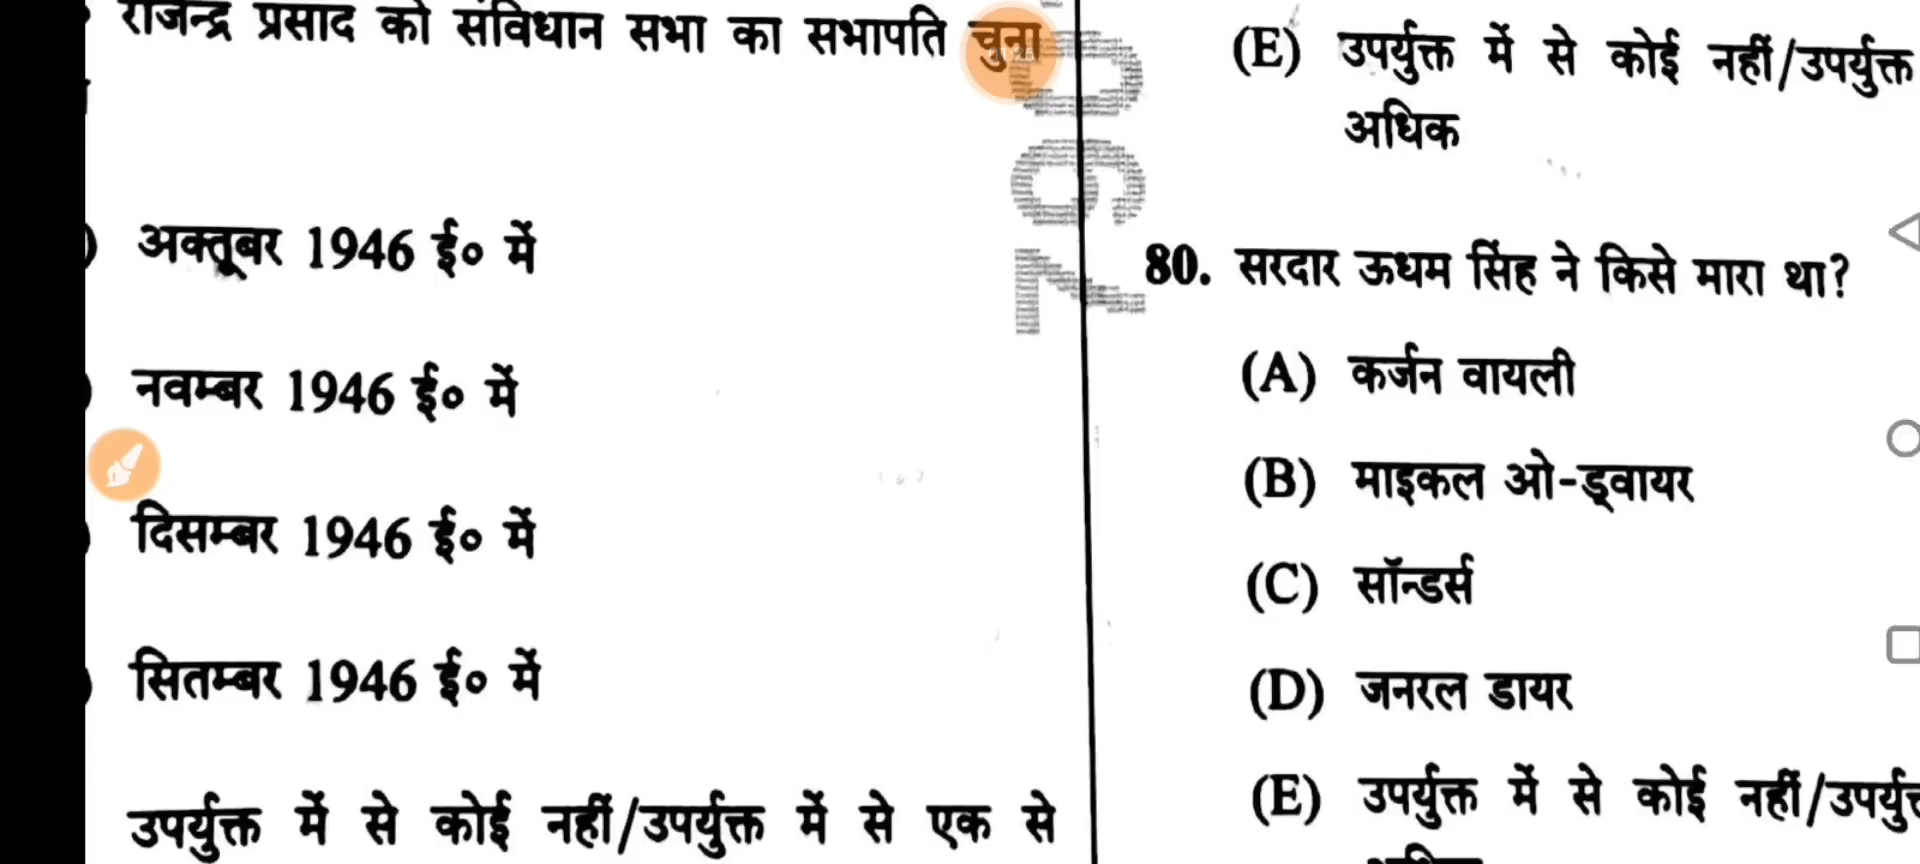 राजेन्द्र प्रसाद को संविधान सभा का सभापति चुना
अक्तूबर 1946 ई० में
नवम्बर 1946 ई० में
दिसम्बर 1946 ई० में
सितम्बर 1946 ई० में
उपर्युक्त में से कोई नहीं/उपर्युक्त में से एक से
(E) उपर्युक्त में से कोई नहीं/उपर्युक्त
अधिक
80. सरदार ऊधम सिंह ने किसे मारा था?
(A) कर्जन वायली
(B) माइकल ओ-ड्वायर
(C) सॉन्डर्स
(D) जनरल डायर
(E) उपर्युक्त में से कोई नहीं/